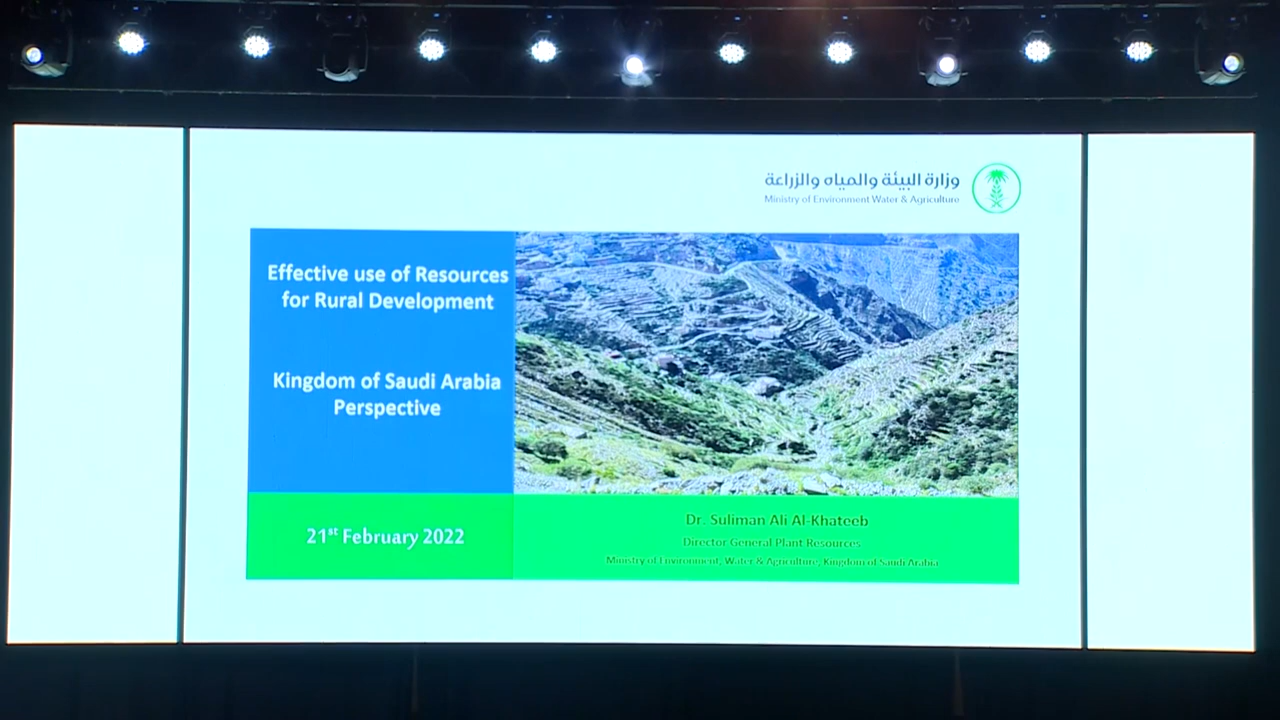 وزارة البيئة والمياه والزراعة
Ministry of Environment Water & Agriculture
Effective use of Resources
for Rural Development
Kingdom of Saudi Arabia
Perspective
21st February 2022
Dr. Suliman Ali Al-Khateeb
Director General Plant Resources
Ministry of Environment, Water & Agriculture, Kingdom of Saudi Arabia